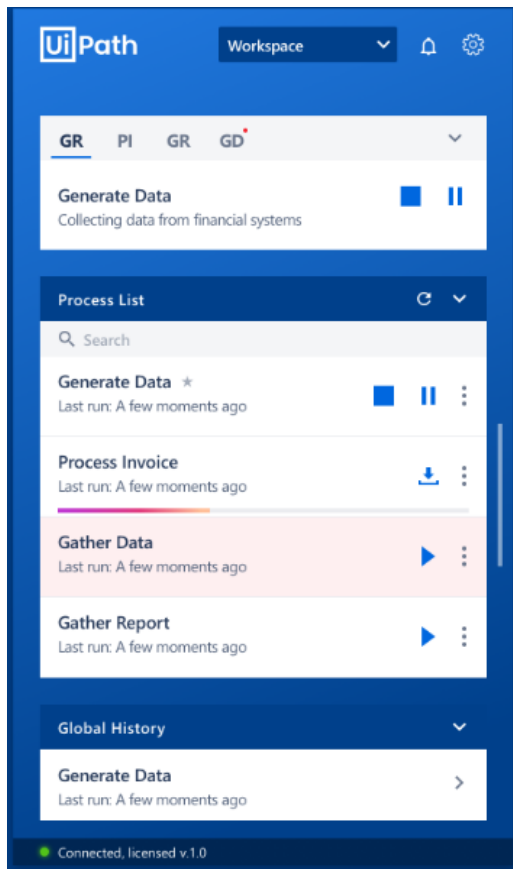 UiPath
Workspace
GR PI GR GD
Generate Data
Collecting data from financial systems
Process List
Search
Generate Data
Last run: A few moments ago
Process Invoice
Last run: A few moments ago
Gather Data
Last run: A few moments ago
Gather Report
Last run: A few moments ago
Global History
Generate Data
Last run: A few moments ago
Connected, licensed v.1.0